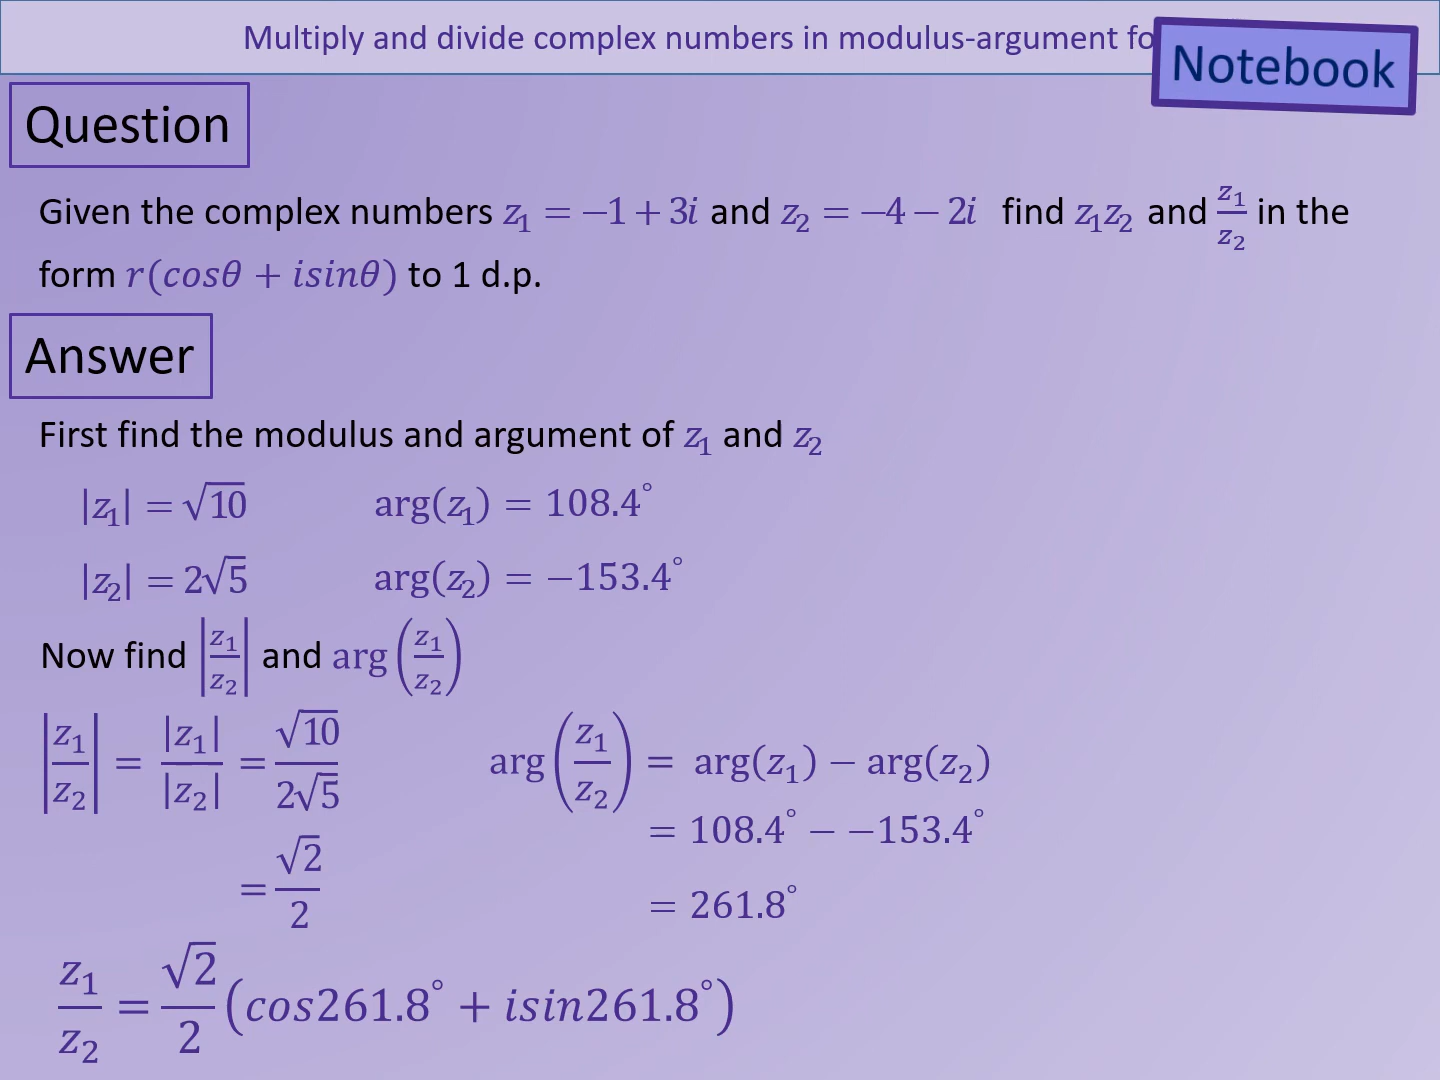 Multiply and divide complex numbers in modulus-argument fo
Notebook
Question
Given the complex numbers z₁ = −1 + 3i and z₂ = −4 − 2i find z₁z₂ and z₁/z₂ in the
form r(cosθ + isinθ) to 1 d.p.
Answer
First find the modulus and argument of z₁ and z₂
|z₁| = √10 arg(z₁) = 108.4°
|z₂| = 2√5 arg(z₂) = −153.4°
Now find |z₁/z₂| and arg(z₁/z₂)
|z₁/z₂| = |z₁|/|z₂| = √10/2√5 arg(z₁/z₂) = arg(z₁) − arg(z₂)
= 108.4° − −153.4°
= √2/2
= 261.8°
z₁/z₂ = √2/2 (cos261.8° + isin261.8°)